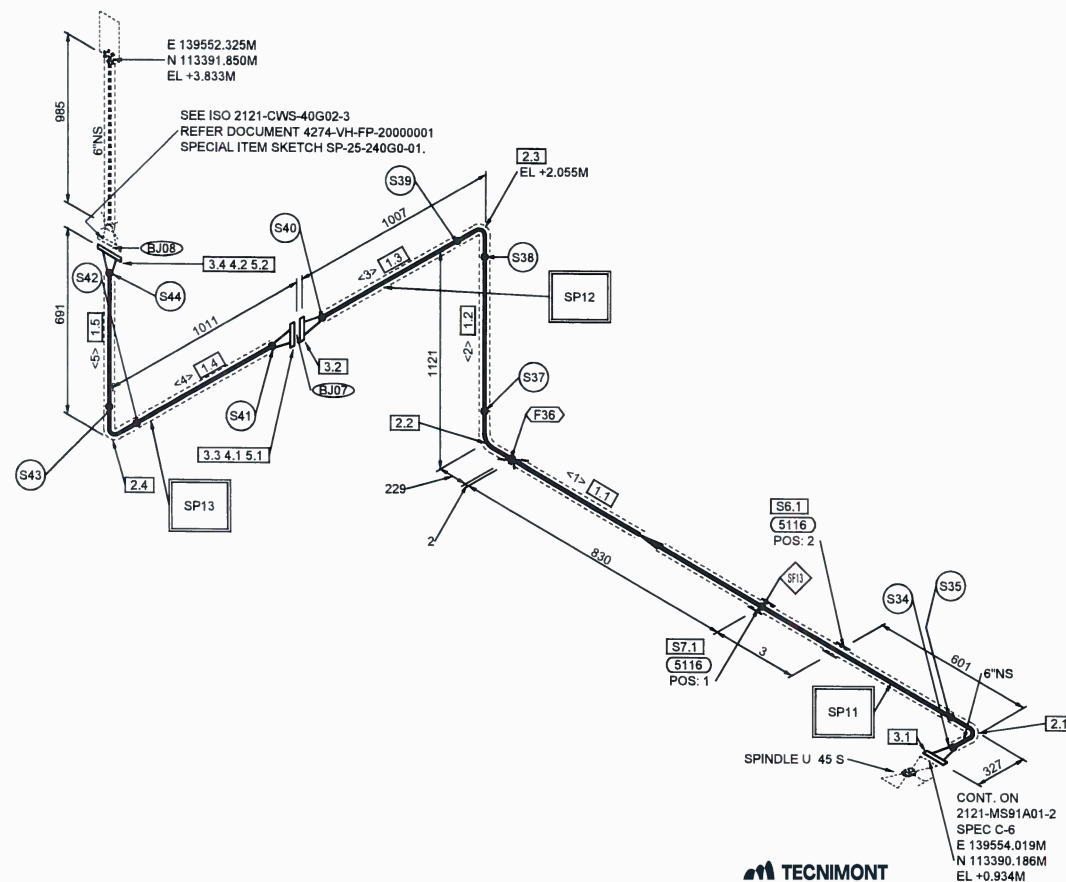 E 139552.325M
N 113391.850M
EL +3.833M
985
6"NS
SEE ISO 2121-CWS-40G02-3
REFER DOCUMENT 4274-VH-FP-20000001
SPECIAL ITEM SKETCH SP-25-240G0-01.
2.3
EL +2.055M
S39
1007
S40
BJ08
3.4 4.2 5.2
S42
S44
<3> 1.3
S38
SP12
691
<5> 1.5
1011
1.2
<2>
1121
3.2
BJ07
<4> 1.4
S41
S37
3.3 4.1 5.1
2.2
F36
S43
2.4
SP13
229
2
<1> 1.1
S6.1
5116
POS: 2
830
SF13
S34
S35
S7.1
5116
POS: 1
3
601
6"NS
SP11
3.1
2.1
SPINDLE U 45 S
327
CONT. ON
2121-MS91A01-2
SPEC C-6
E 139554.019M
N 113390.186M
EL +0.934M
TECNIMONT